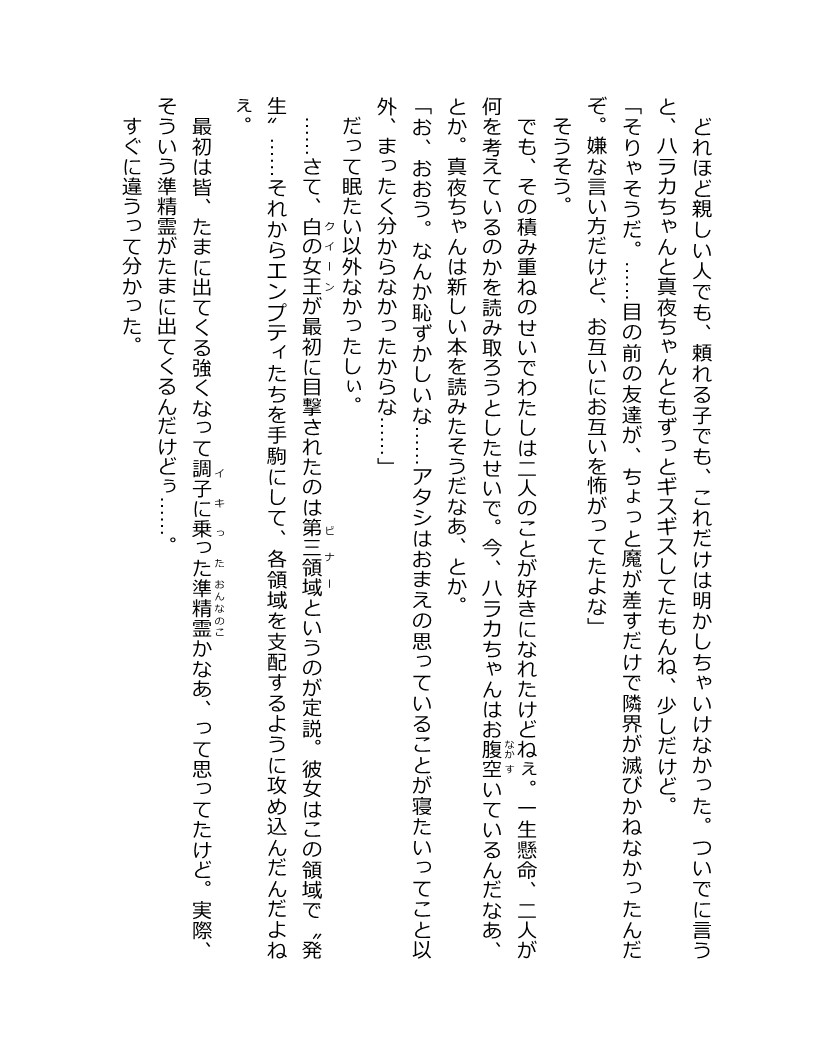 どれほど親しい人でも、頼れる子でも、これだけは明かしちゃいけなかった。ついでに言う
と、ハラカちゃんと真夜ちゃんともずっとギスギスしてたもんね、少しだけど。
「そりゃそうだ。……目の前の友達が、ちょっと魔が差すだけで隣界が滅びかねなかったんだ
ぞ。嫌な言い方だけど、お互いにお互いを怖がってたよな」
そうそう。
でも、その積み重ねのせいでわたしは二人のことが好きになれたけどねぇ。一生懸命、二人が
何を考えているのかを読み取ろうとしたせいで。今、ハラカちゃんはお腹空いているんだなあ、
とか。真夜ちゃんは新しい本を読みたそうだなあ、とか。
「お、おおう。なんか恥ずかしいな……アタシはおまえの思っていることが寝たいってこと以
外、まったく分からなかったからな……」
だって眠たい以外なかったしぃ。
……さて、白の女王が最初に目撃されたのは第三領域というのが定説。彼女はこの領域で〝発
生〟……それからエンプティたちを手駒にして、各領域を支配するように攻め込んだんだよね
ぇ。
最初は皆、たまに出てくる強くなって調子に乗った準精霊かなあ、って思ってたけど。実際、
そういう準精霊がたまに出てくるんだけどぅ……。
すぐに違うって分かった。